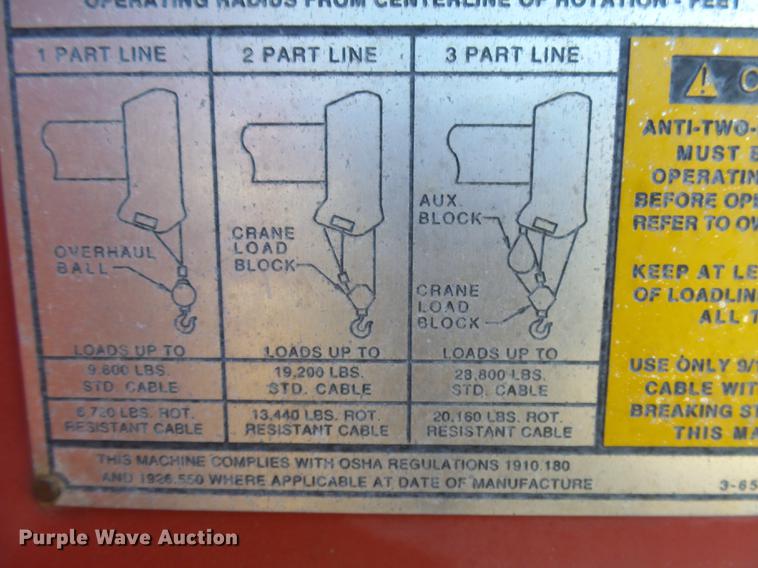 OPERATING RADIUS FROM CENTERLINE OF ROTATION - FEET
1 PART LINE
2 PART LINE
3 PART LINE
OVERHAUL
BALL
CRANE
LOAD
BLOCK
AUX.
BLOCK
CRANE
LOAD
BLOCK
LOADS UP TO
9,600 LBS.
STD. CABLE
6,720 LBS. ROT.
RESISTANT CABLE
LOADS UP TO
19,200 LBS.
STD. CABLE
13,440 LBS. ROT.
RESISTANT CABLE
LOADS UP TO
28,800 LBS.
STD. CABLE
20,160 LBS. ROT.
RESISTANT CABLE
ANTI-TWO-
MUST B
OPERATIN
BEFORE OPE
REFER TO OW
KEEP AT LE
OF LOADLIN
ALL T
USE ONLY 9/1
CABLE WIT
BREAKING ST
THIS MA
THIS MACHINE COMPLIES WITH OSHA REGULATIONS 1910.180
AND 1926.550 WHERE APPLICABLE AT DATE OF MANUFACTURE
3-65
Purple Wave Auction